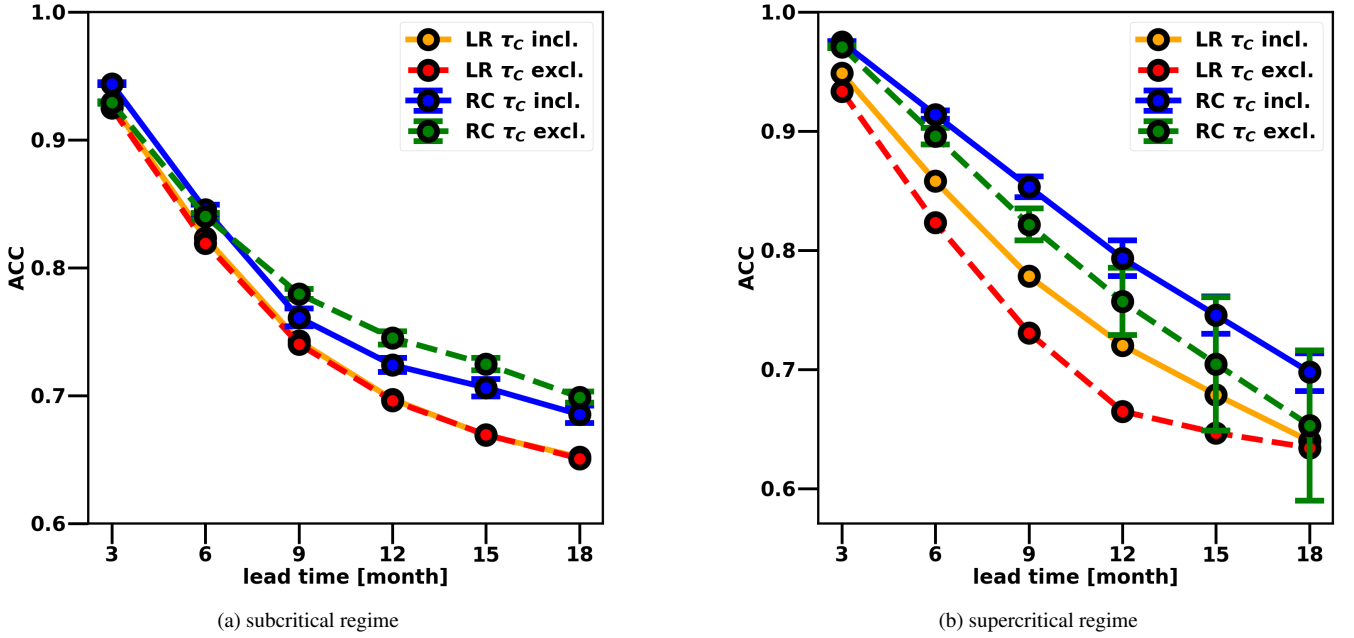 1.0
0.9
0.8
0.7
0.6
ACC
3 6 9 12 15 18
lead time [month]
LR τC incl.
LR τC excl.
RC τC incl.
RC τC excl.
(a) subcritical regime
1.0
0.9
0.8
0.7
0.6
ACC
3 6 9 12 15 18
lead time [month]
LR τC incl.
LR τC excl.
RC τC incl.
RC τC excl.
(b) supercritical regime